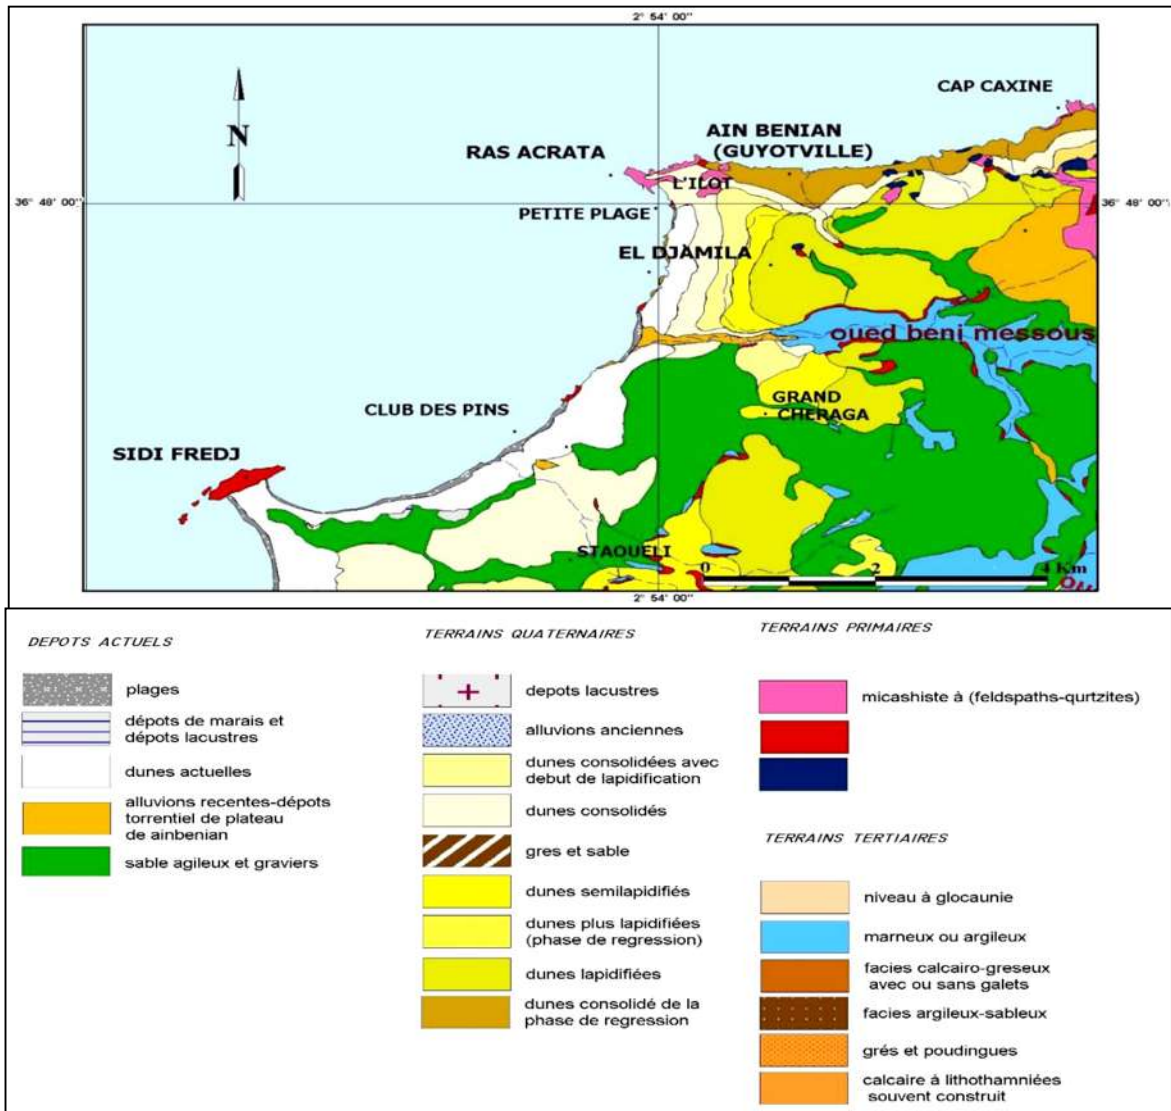 2° 54' 00''
CAP CAXINE
N
AIN BENIAN
(GUYOTVILLE)
RAS ACRATA
L'ILOT
36° 48' 00''
36° 48' 00''
PETITE PLAGE
EL DJAMILA
oued beni messous
GRAND
CHERAGA
CLUB DES PINS
SIDI FREDJ
STAOUELI
0 2 4 Km
2° 54' 00''
DEPOTS ACTUELS
plages
dépots de marais et
dépots lacustres
dunes actuelles
alluvions recentes-dépots
torrentiel de plateau
de ainbenian
sable agileux et graviers
TERRAINS QUATERNAIRES
depots lacustres
alluvions anciennes
dunes consolidées avec
debut de lapidification
dunes consolidés
gres et sable
dunes semilapidifiés
dunes plus lapidifiées
(phase de regression)
dunes lapidifiées
dunes consolidé de la
phase de regression
TERRAINS PRIMAIRES
micashiste à (feldspaths-qurtzites)
TERRAINS TERTIAIRES
niveau à glocaunie
marneux ou argileux
facies calcairo-greseux
avec ou sans galets
facies argileux-sableux
grés et poudingues
calcaire à lithothamniées
souvent construit